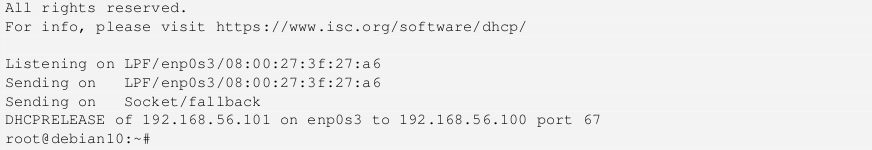 All rights reserved.
For info, please visit https://www.isc.org/software/dhcp/
Listening on LPF/enp0s3/08:00:27:3f:27:a6
Sending on   LPF/enp0s3/08:00:27:3f:27:a6
Sending on   Socket/fallback
DHCPRELEASE of 192.168.56.101 on enp0s3 to 192.168.56.100 port 67
root@debian10:~#